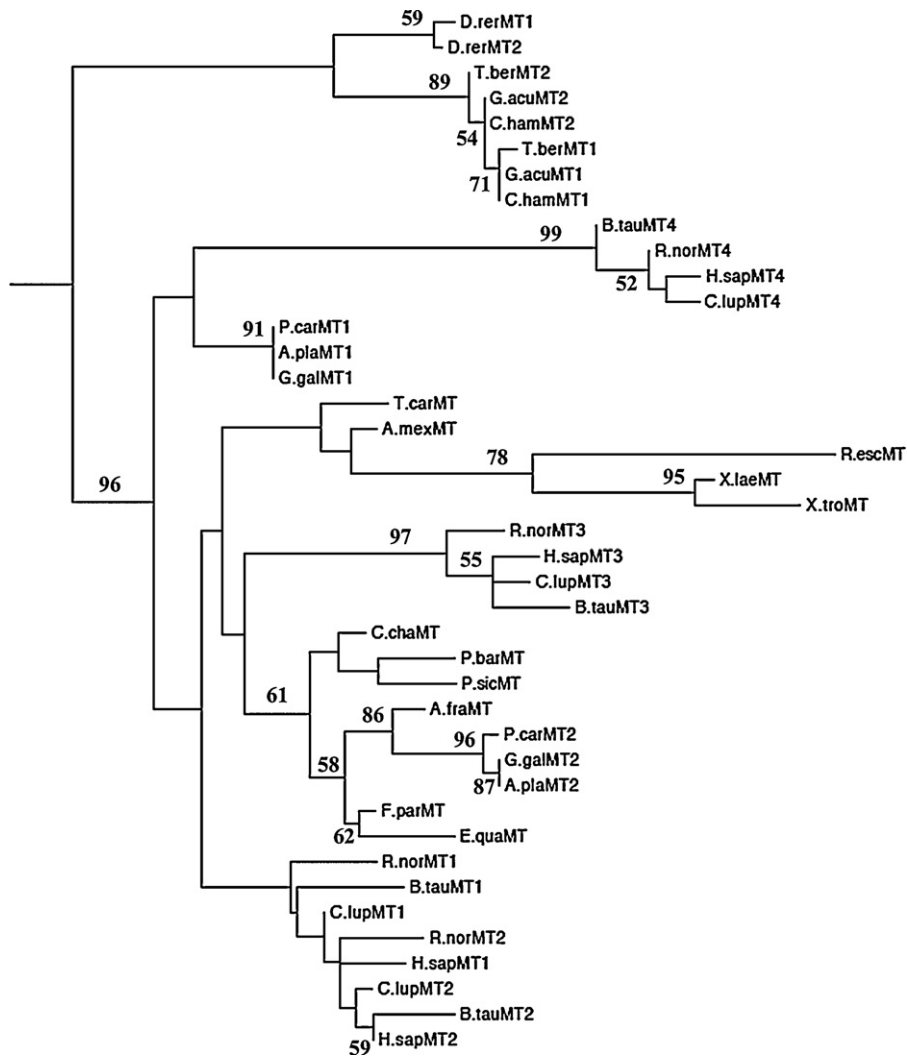 59 D.rerMT1
D.rerMT2
T.berMT2
89 G.acuMT2
C.hamMT2
54
T.berMT1
71 G.acuMT1
C.hamMT1
B.tauMT4
99
R.norMT4
52 H.sapMT4
C.lupMT4
91 P.carMT1
A.plaMT1
G.galMT1
T.carMT
A.mexMT
78 R.escMT
96 95 X.laeMT
X.troMT
97 R.norMT3
55 H.sapMT3
C.lupMT3
B.tauMT3
C.chaMT
P.barMT
61 P.sicMT
86 A.fraMT
96 P.carMT2
58 G.galMT2
87 A.plaMT2
F.parMT
62 E.quaMT
R.norMT1
B.tauMT1
C.lupMT1
R.norMT2
H.sapMT1
C.lupMT2
B.tauMT2
59 H.sapMT2